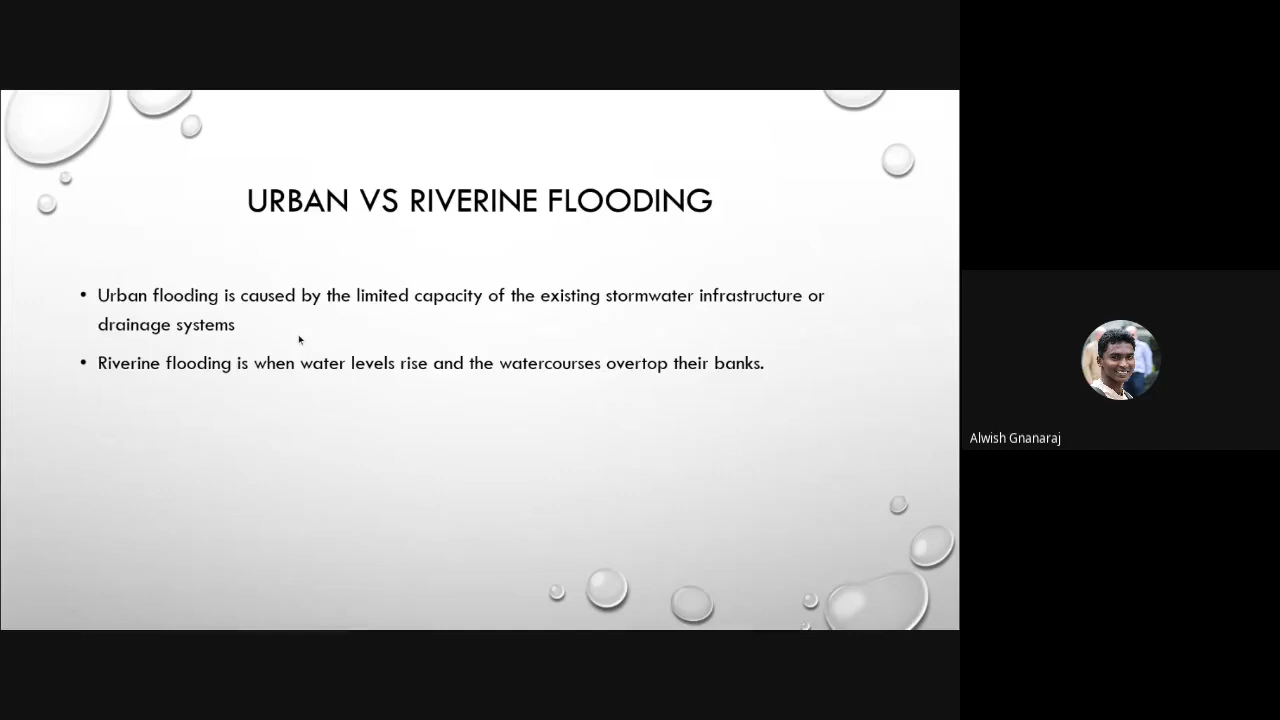 URBAN VS RIVERINE FLOODING
• Urban flooding is caused by the limited capacity of the existing stormwater infrastructure or
drainage systems
• Riverine flooding is when water levels rise and the watercourses overtop their banks.
Alwish Gnanaraj